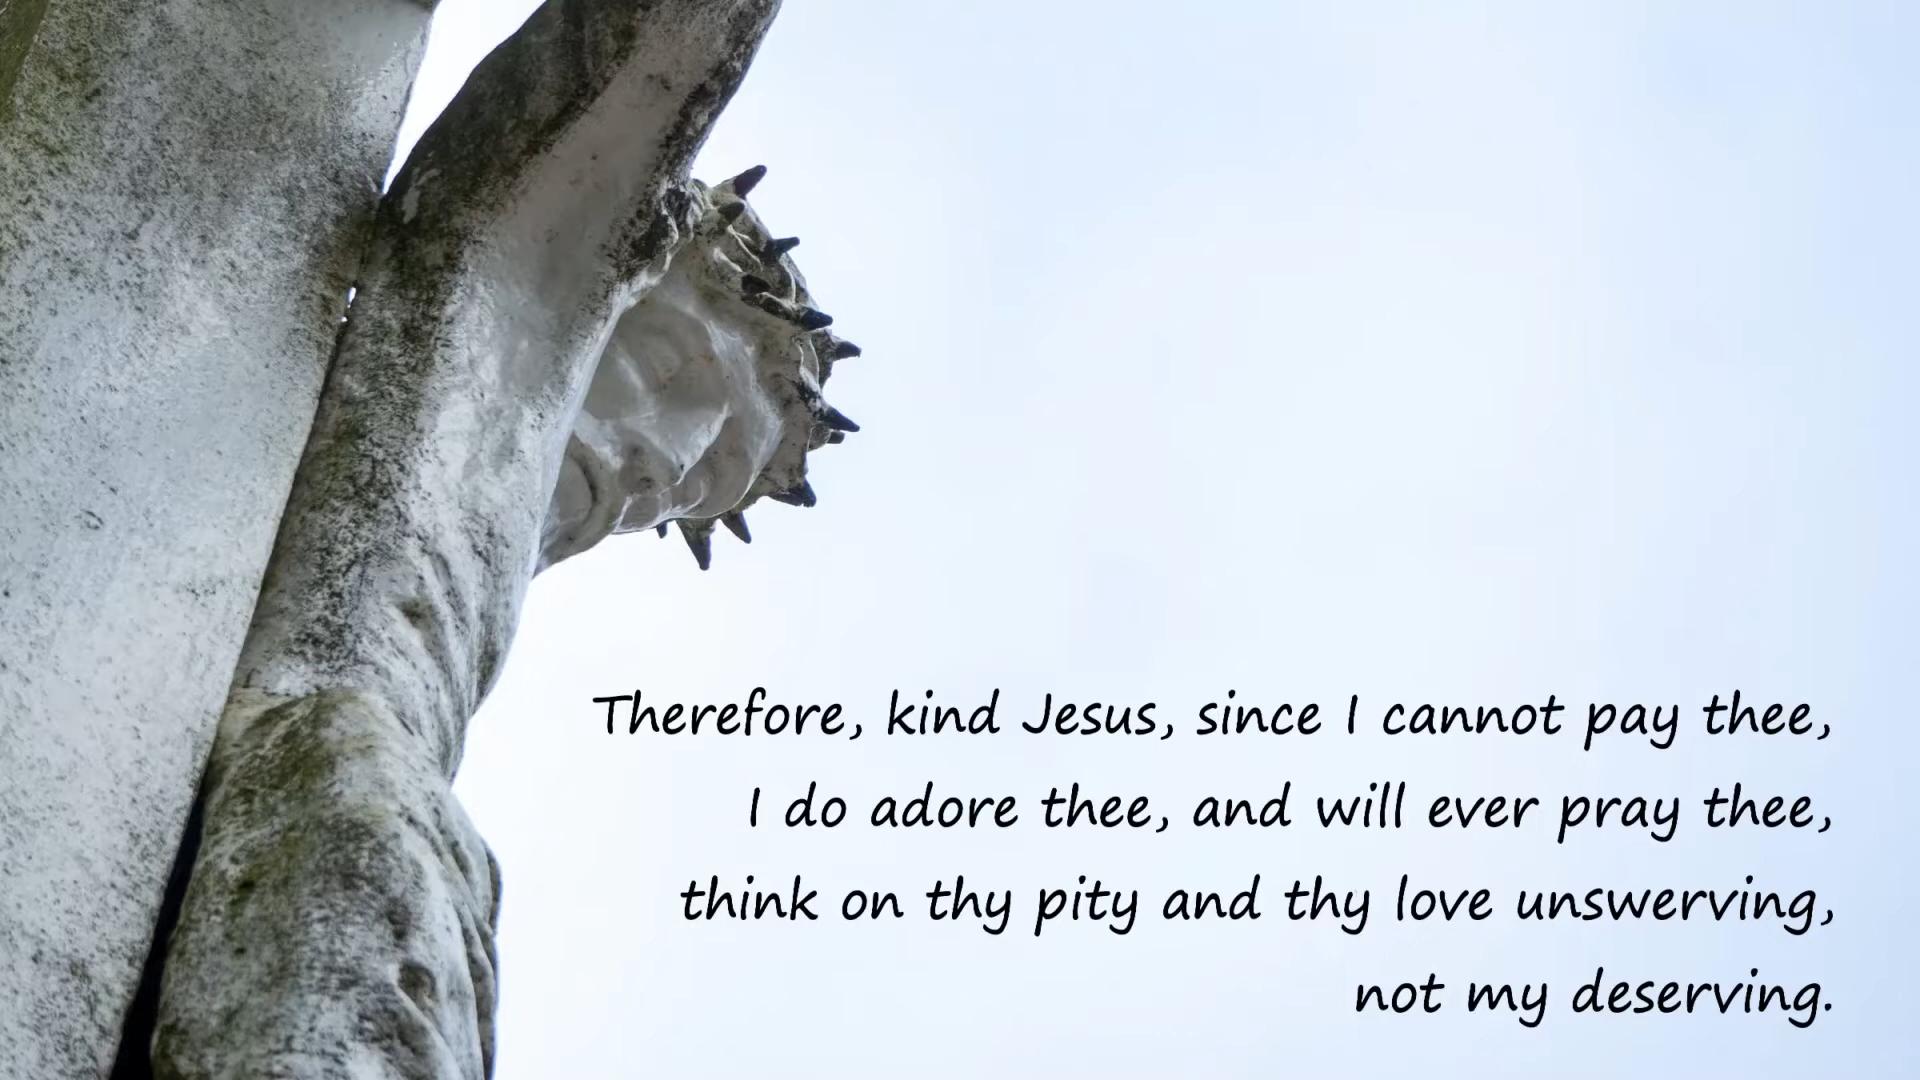 Therefore, kind Jesus, since I cannot pay thee,
I do adore thee, and will ever pray thee,
think on thy pity and thy love unswerving,
not my deserving.